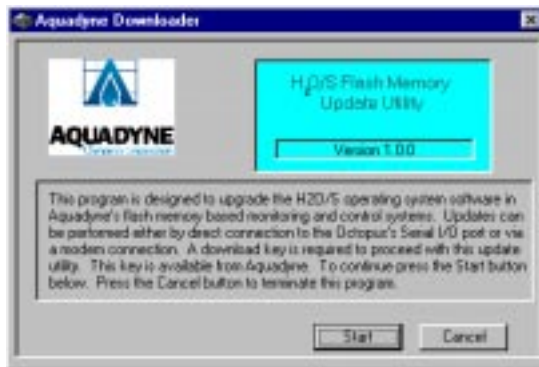 Aquadyne Downloader
AQUADYNE
H2O/S Flash Memory
Update Utility
Version 1.0.0
This program is designed to upgrade the H2O/S operating system software in
Aquadyne's flash memory based monitoring and control systems. Updates can
be performed either by direct connection to the Octopus's Serial I/O port or via
a modem connection. A download key is required to proceed with this update
utility. This key is available from Aquadyne. To continue press the Start button
below. Press the Cancel button to terminate this program.
Start
Cancel